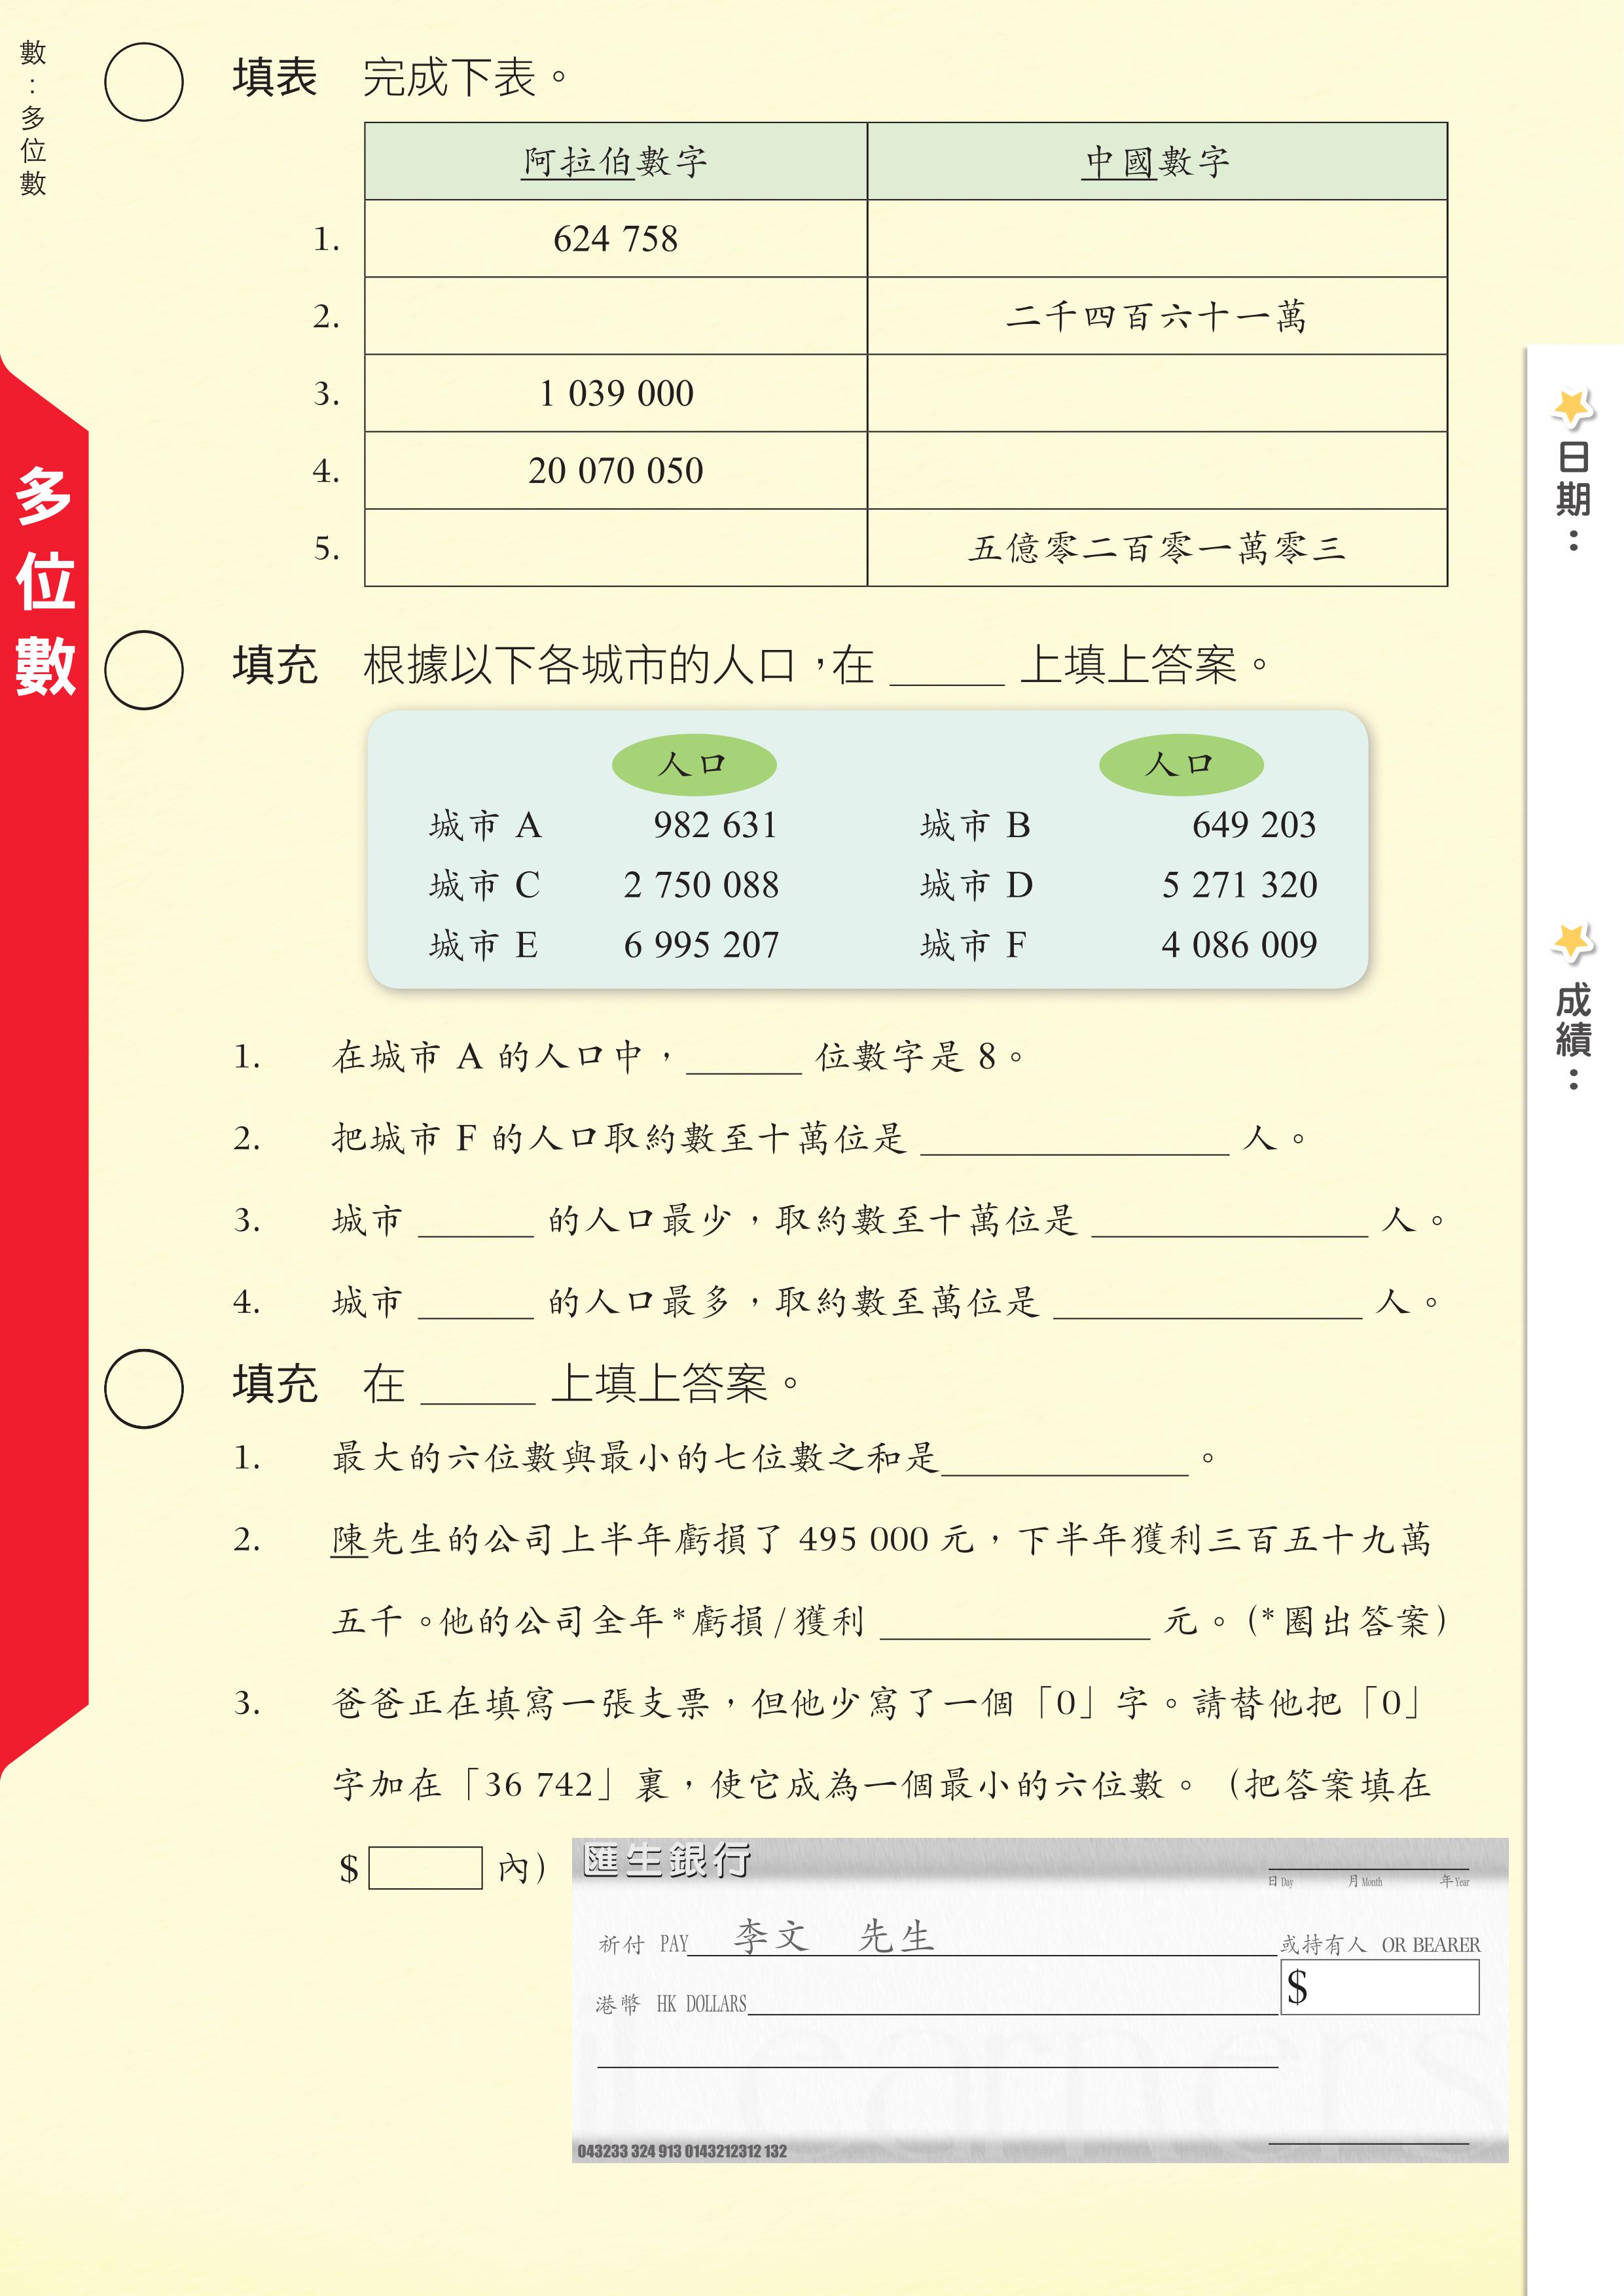 數：多位數
多位數
填表 完成下表。
阿拉伯數字 中國數字
1. 624 758
2. 二千四百六十一萬
3. 1 039 000
4. 20 070 050
5. 五億零二百零一萬零三
填充 根據以下各城市的人口，在 ______ 上填上答案。
人口 人口
城市 A 982 631 城市 B 649 203
城市 C 2 750 088 城市 D 5 271 320
城市 E 6 995 207 城市 F 4 086 009
1. 在城市 A 的人口中，______ 位數字是 8。
2. 把城市 F 的人口取約數至十萬位是 ________________ 人。
3. 城市 ______ 的人口最少，取約數至十萬位是 ______________ 人。
4. 城市 ______ 的人口最多，取約數至萬位是 ________________ 人。
填充 在 ______ 上填上答案。
1. 最大的六位數與最小的七位數之和是____________。
2. 陳先生的公司上半年虧損了 495 000 元，下半年獲利三百五十九萬
五千。他的公司全年*虧損/獲利 ______________ 元。(*圈出答案)
3. 爸爸正在填寫一張支票，但他少寫了一個「0」字。請替他把「0」
字加在「36 742」裏，使它成為一個最小的六位數。(把答案填在
$ 內)
匯生銀行
日 Day 月 Month 年 Year
祈付 PAY 李文 先生 或持有人 OR BEARER
港幣 HK DOLLARS $
043233 324 913 0143212312 132
日期：
成績：